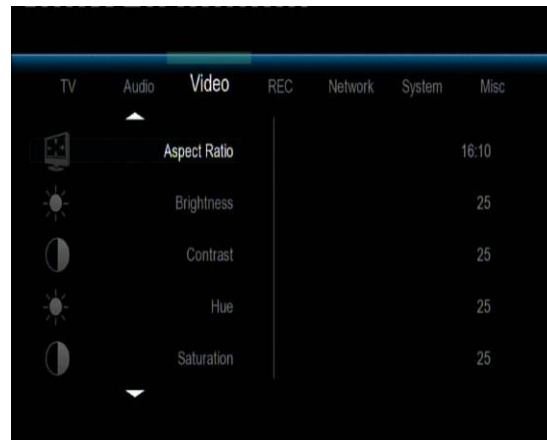 TV Audio Video REC Network System Misc
Aspect Ratio 16:10
Brightness 25
Contrast 25
Hue 25
Saturation 25